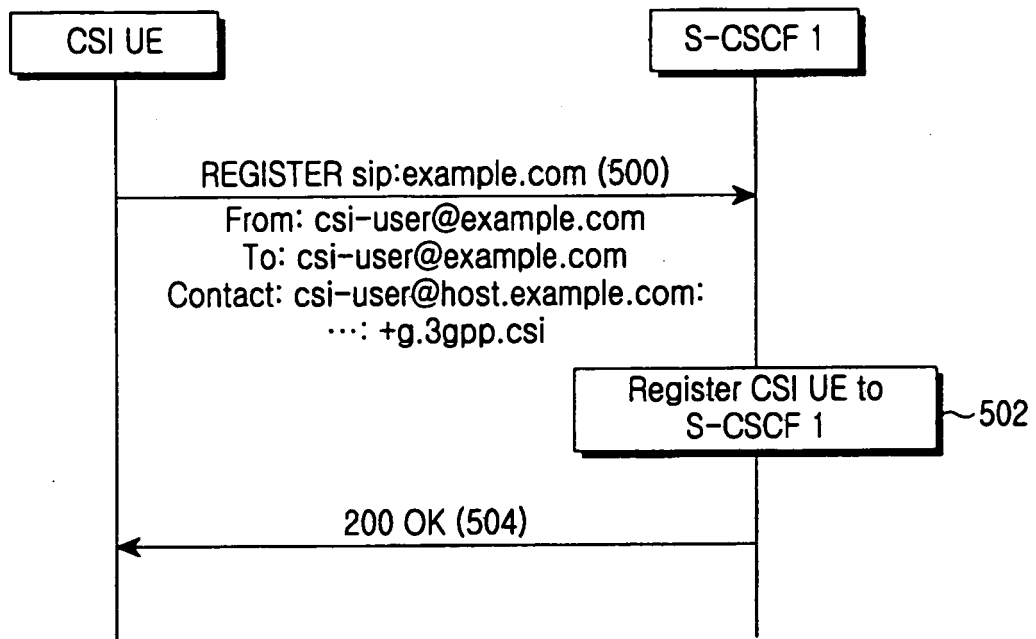 CSI UE
S-CSCF 1
REGISTER sip:example.com (500)
From: csi-user@example.com
To: csi-user@example.com
Contact: csi-user@host.example.com:
…: +g.3gpp.csi
Register CSI UE to
S-CSCF 1
502
200 OK (504)